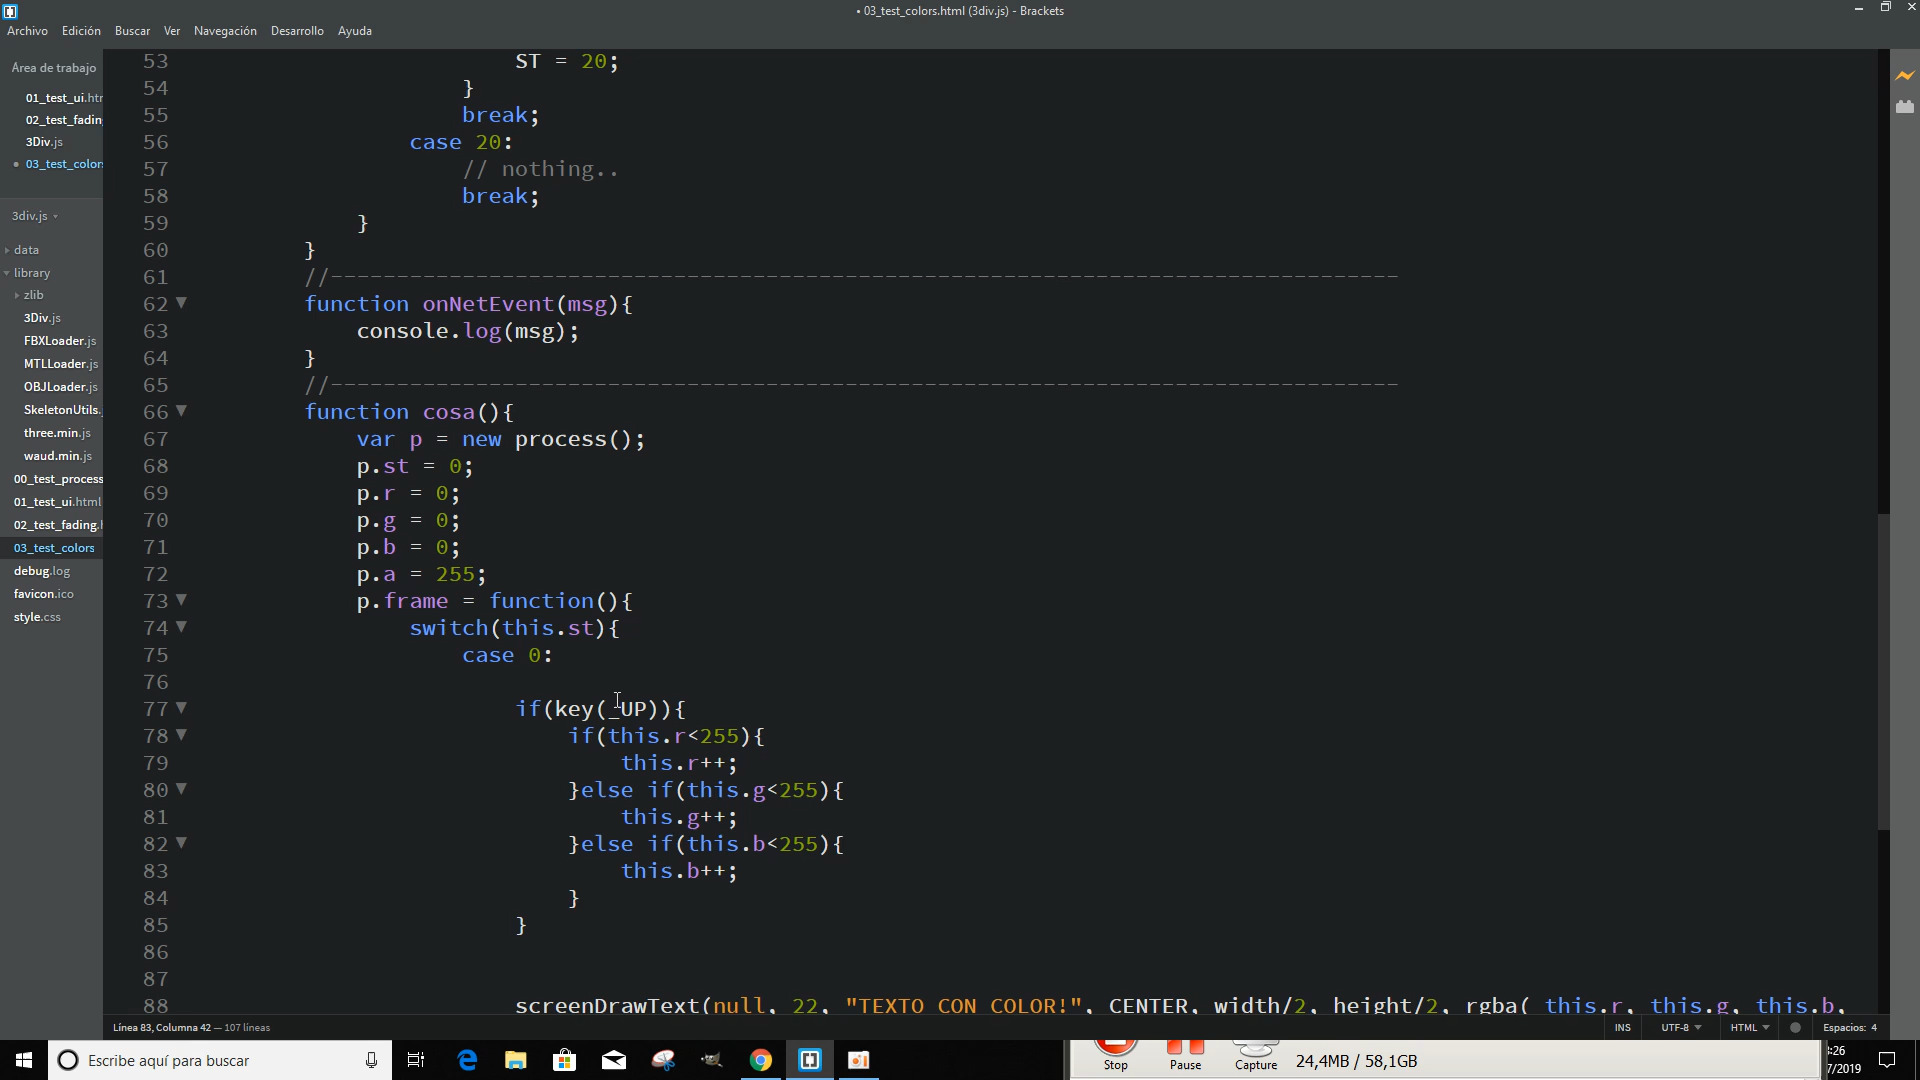 • 03_test_colors.html (3div.js) - Brackets
Archivo Edición Buscar Ver Navegación Desarrollo Ayuda
Área de trabajo
01_test_ui.htm
02_test_fadin
3Div.js
• 03_test_colors
3div.js
data
library
zlib
3Div.js
FBXLoader.js
MTLLoader.js
OBJLoader.js
SkeletonUtils.
three.min.js
waud.min.js
00_test_process
01_test_ui.html
02_test_fading.h
03_test_colors
debug.log
favicon.ico
style.css
53 ST = 20;
54 }
55 break;
56 case 20:
57 // nothing..
58 break;
59 }
60 }
61 //---------------------------------------------------------------------------------
62 function onNetEvent(msg){
63 console.log(msg);
64 }
65 //---------------------------------------------------------------------------------
66 function cosa(){
67 var p = new process();
68 p.st = 0;
69 p.r = 0;
70 p.g = 0;
71 p.b = 0;
72 p.a = 255;
73 p.frame = function(){
74 switch(this.st){
75 case 0:
76
77 if(key(_UP)){
78 if(this.r<255){
79 this.r++;
80 }else if(this.g<255){
81 this.g++;
82 }else if(this.b<255){
83 this.b++;
84 }
85 }
86
87
88 screenDrawText(null, 22, "TEXTO CON COLOR!", CENTER, width/2, height/2, rgba( this.r, this.g, this.b,
Línea 83, Columna 42 — 107 líneas
INS UTF-8 HTML Espacios: 4
Escribe aquí para buscar
Stop Pause Capture 24,4MB / 58,1GB
:26
7/2019